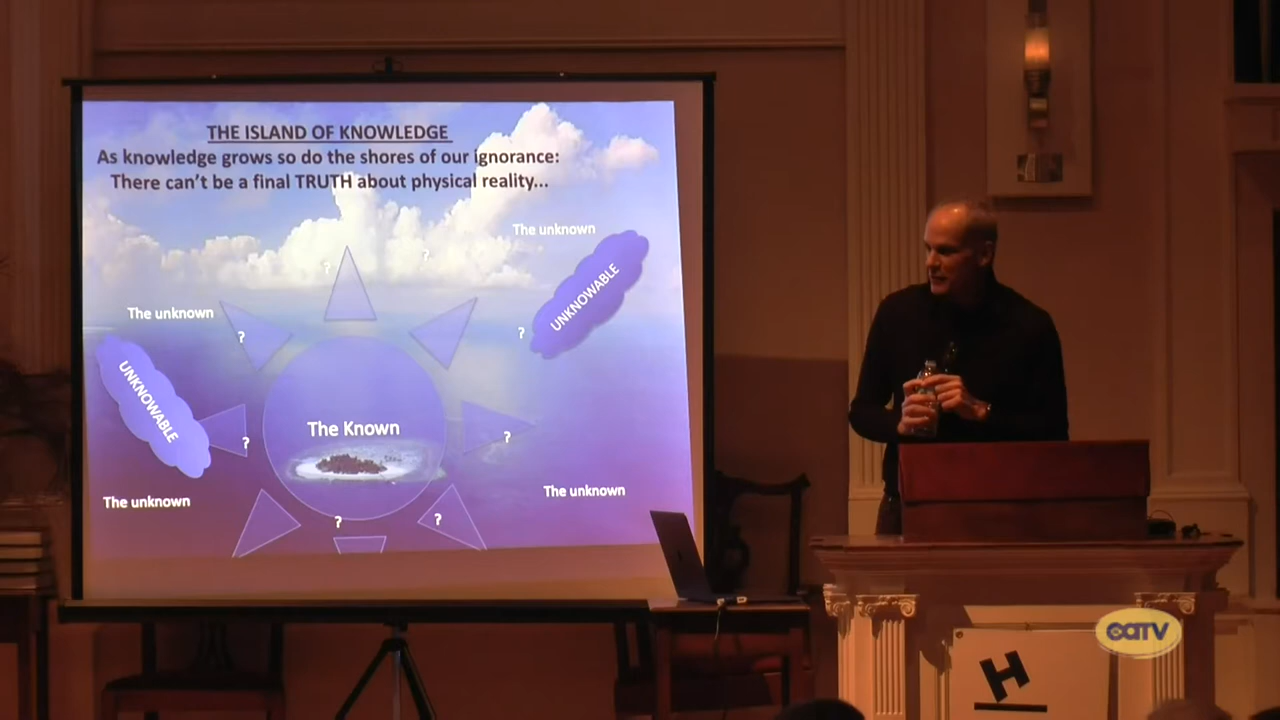 THE ISLAND OF KNOWLEDGE
As knowledge grows so do the shores of our ignorance:
There can't be a final TRUTH about physical reality...
The unknown
UNKNOWABLE
?
?
The unknown
?
?
UNKNOWABLE
The Known
?
?
The unknown
The unknown
?
?
CATV
H